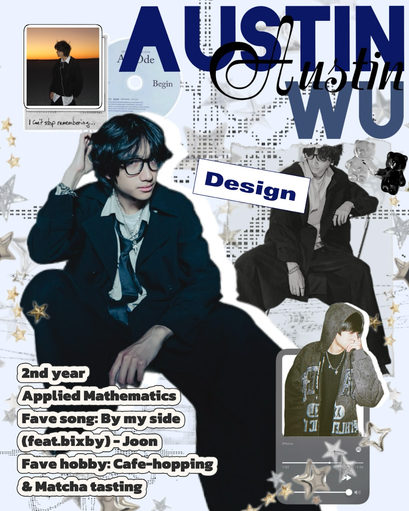 AUSTIN
Austin
WU
Begin
I can't stop remembering...
Design
2nd year
Applied Mathematics
Fave song: By my side
(feat.bixby) - Joon
Fave hobby: Cafe-hopping
& Matcha tasting